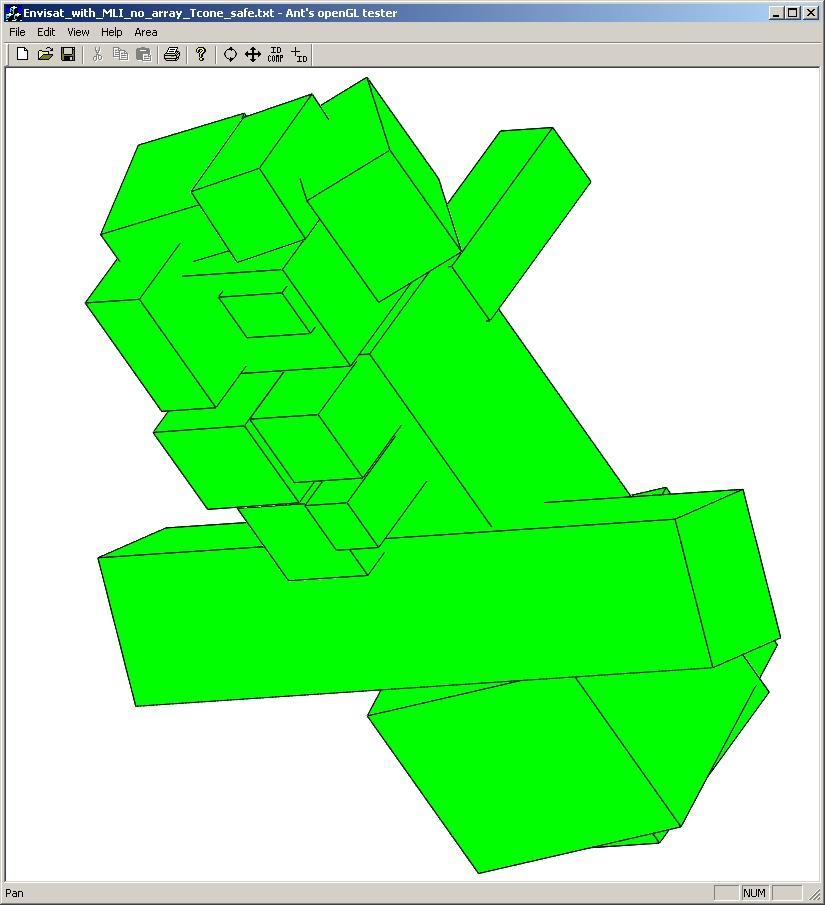 Envisat_with_MLI_no_array_Tcone_safe.txt - Ant's openGL tester
File Edit View Help Area
? ID COMP ID
Pan NUM